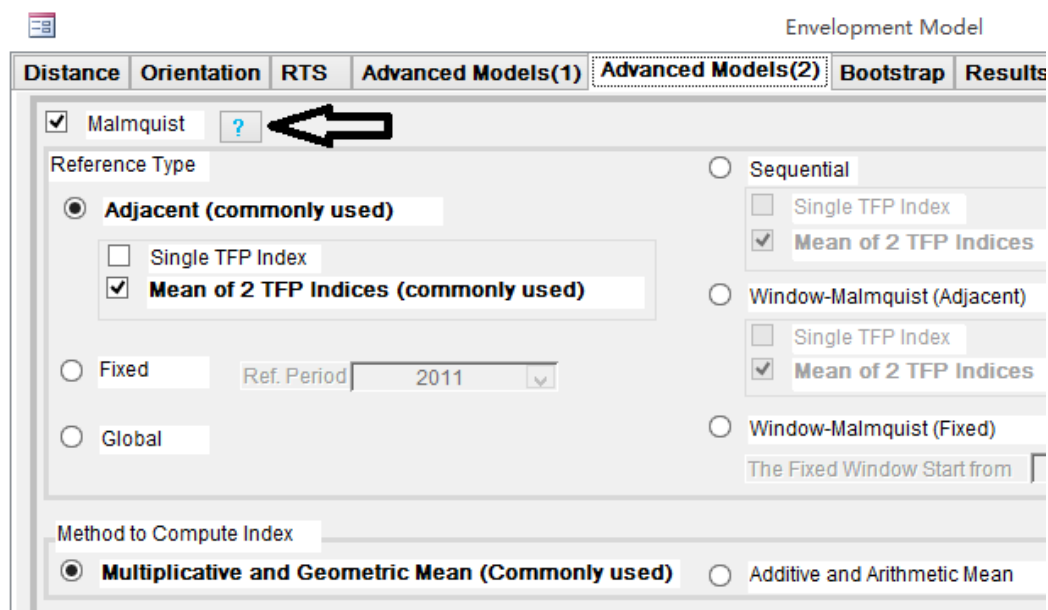 Envelopment Model
Distance Orientation RTS Advanced Models(1) Advanced Models(2) Bootstrap Results
Malmquist ?
Reference Type
Adjacent (commonly used)
Single TFP Index
Mean of 2 TFP Indices (commonly used)
Fixed Ref. Period 2011
Global
Sequential
Single TFP Index
Mean of 2 TFP Indices
Window-Malmquist (Adjacent)
Single TFP Index
Mean of 2 TFP Indices
Window-Malmquist (Fixed)
The Fixed Window Start from
Method to Compute Index
Multiplicative and Geometric Mean (Commonly used) Additive and Arithmetic Mean